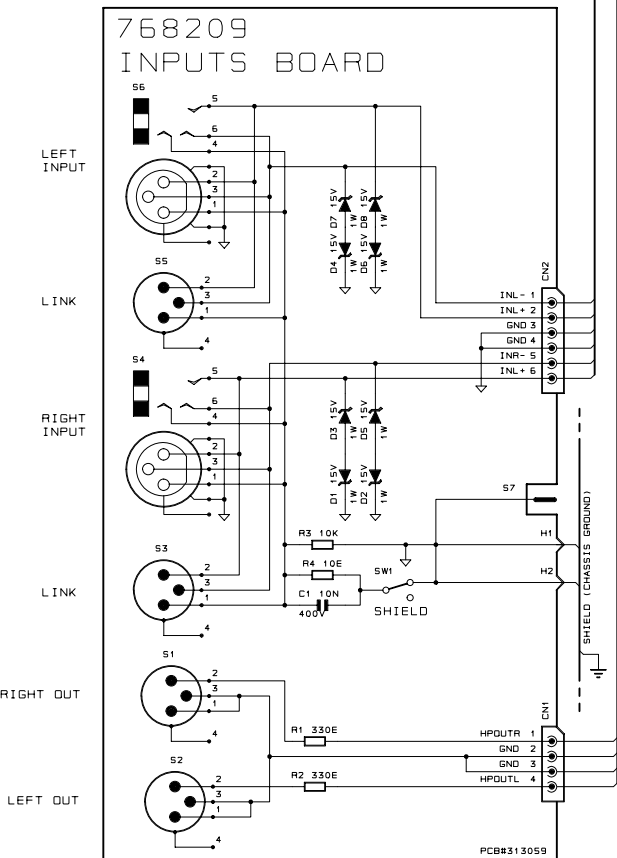 768209
INPUTS BOARD
S6
5
6
4
LEFT
INPUT
2
3
1
D7 15V
1W
D8 15V
1W
D4 15V
1W
D6 15V
1W
S5
2
3
1
LINK
4
CN2
INL- 1
INL+ 2
GND 3
GND 4
INR- 5
INL+ 6
S4
5
6
4
RIGHT
INPUT
2
3
1
D3 15V
1W
D5 15V
1W
D1 15V
1W
D2 15V
1W
S7
R3 10K
H1
S3
R4 10E
SW1
H2
2
3
1
LINK
C1 10N
400V
SHIELD
4
SHIELD (CHASSIS GROUND)
S1
2
3
1
RIGHT OUT
4
CN1
R1 330E
HPOUTR 1
GND 2
GND 3
HPOUTL 4
S2
R2 330E
2
3
1
LEFT OUT
4
PCB#313059